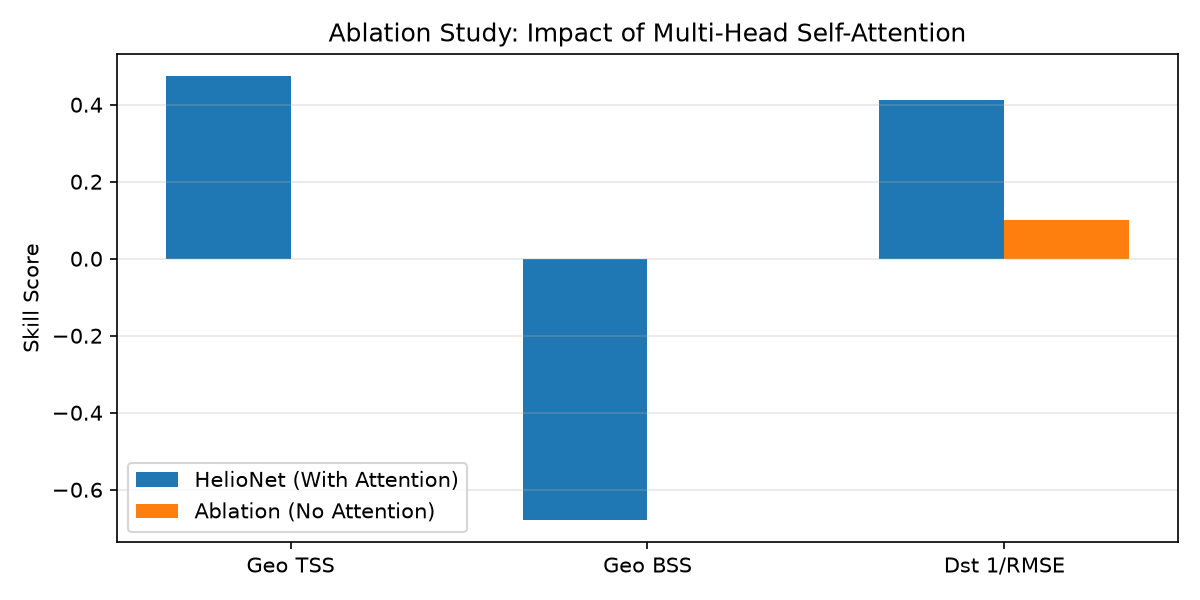 Ablation Study: Impact of Multi-Head Self-Attention
Skill Score
0.4
0.2
0.0
−0.2
−0.4
−0.6
HelioNet (With Attention)
Ablation (No Attention)
Geo TSS
Geo BSS
Dst 1/RMSE